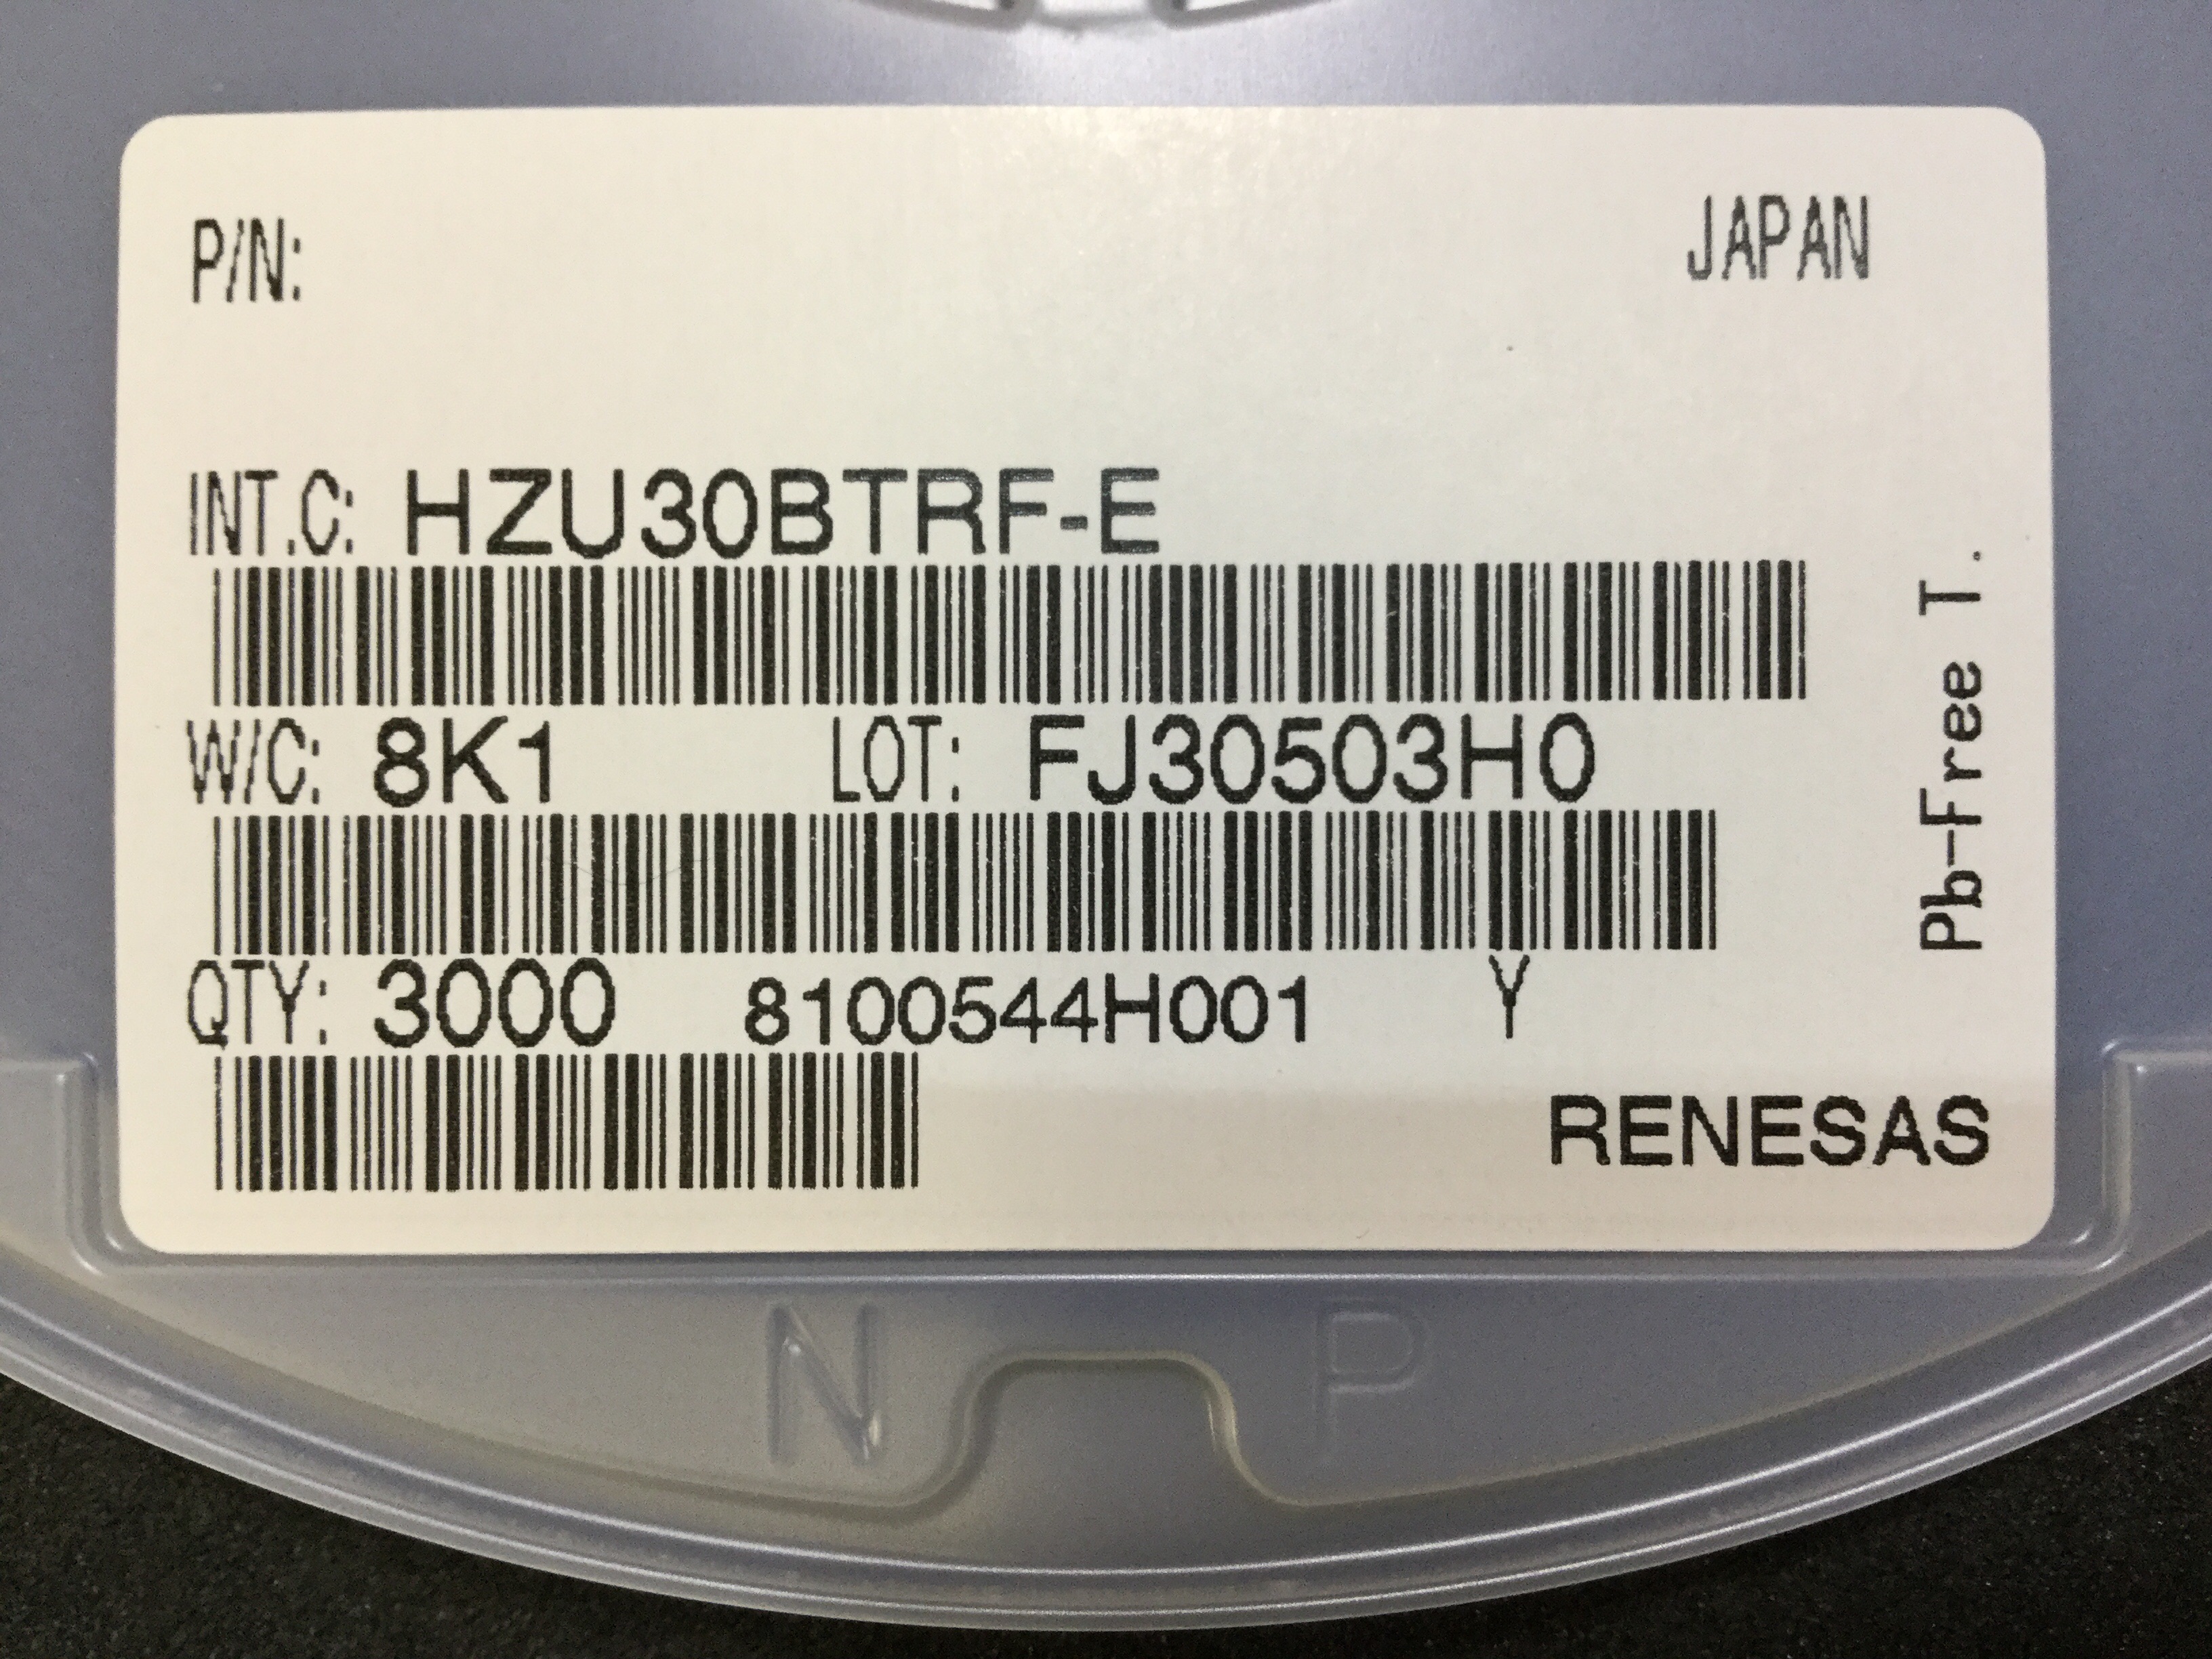 P/N: JAPAN
INT.C: HZU30BTRF-E
W/C: 8K1 LOT: FJ30503H0
QTY: 3000 8100544H001 Y
RENESAS
Pb-Free T.
N P